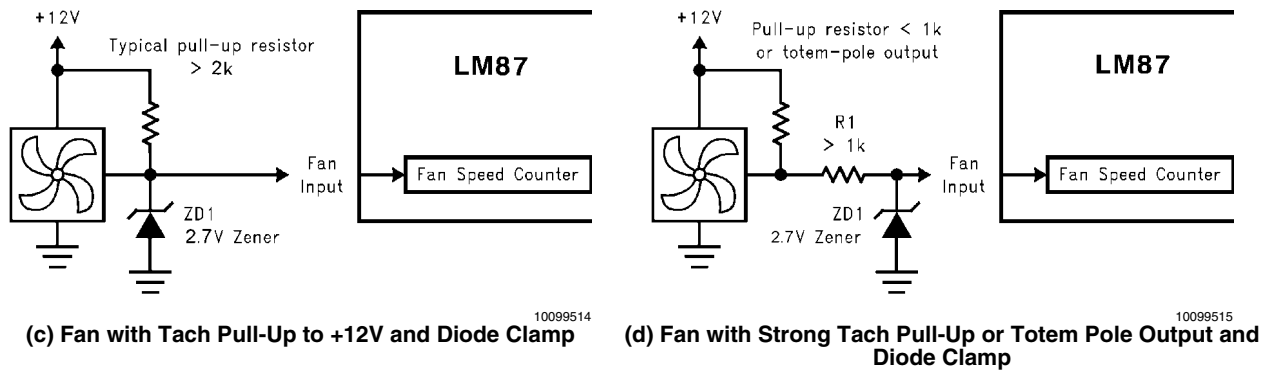 +12V
Typical pull-up resistor
> 2k
LM87
Fan
Input
Fan Speed Counter
ZD1
2.7V Zener
10099514
(c) Fan with Tach Pull-Up to +12V and Diode Clamp
+12V
Pull-up resistor < 1k
or totem-pole output
LM87
R1
> 1k
Fan
Input
Fan Speed Counter
ZD1
2.7V Zener
10099515
(d) Fan with Strong Tach Pull-Up or Totem Pole Output and
Diode Clamp